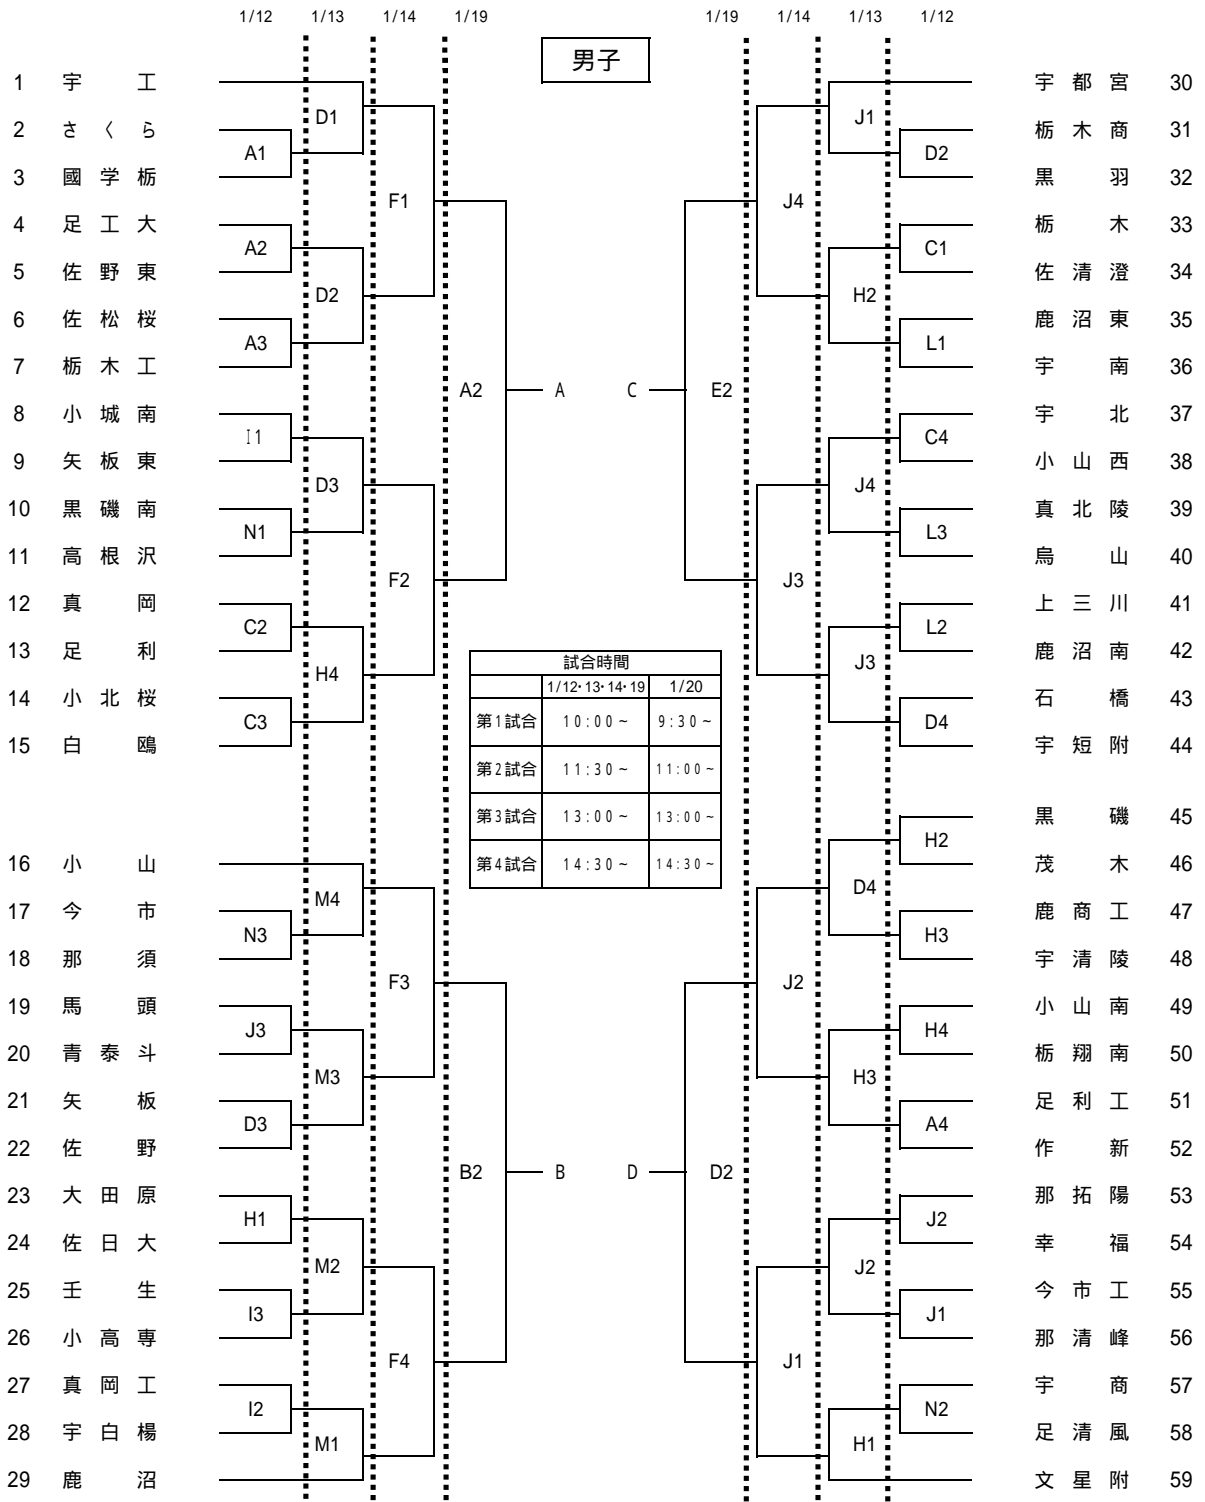 1/12 1/13 1/14 1/19 1/19 1/14 1/13 1/12
男子
1 宇工 宇都宮 30
D1 J1
2 さくら 栃木商 31
A1 D2
3 國学栃 黒羽 32
F1 J4
4 足工大 栃木 33
A2 C1
5 佐野東 佐清澄 34
D2 H2
6 佐松桜 鹿沼東 35
A3 L1
7 栃木工 宇南 36
A2 A C E2
8 小城南 宇北 37
I1 C4
9 矢板東 小山西 38
D3 J4
10 黒磯南 真北陵 39
N1 L3
11 高根沢 烏山 40
F2 J3
12 真岡 上三川 41
C2 L2
13 足利 鹿沼南 42
H4 J3
14 小北桜 石橋 43
C3 D4
15 白鴎 宇短附 44
試合時間
1/12・13・14・19 1/20
第1試合 10:00~ 9:30~
第2試合 11:30~ 11:00~
第3試合 13:00~ 13:00~
第4試合 14:30~ 14:30~
黒磯 45
H2
16 小山 茂木 46
M4 D4
17 今市 鹿商工 47
N3 H3
18 那須 宇清陵 48
F3 J2
19 馬頭 小山南 49
J3 H4
20 青泰斗 栃翔南 50
M3 H3
21 矢板 足利工 51
D3 A4
22 佐野 作新 52
B2 B D D2
23 大田原 那拓陽 53
H1 J2
24 佐日大 幸福 54
M2 J2
25 壬生 今市工 55
I3 J1
26 小高専 那清峰 56
F4 J1
27 真岡工 宇商 57
I2 N2
28 宇白楊 足清風 58
M1 H1
29 鹿沼 文星附 59